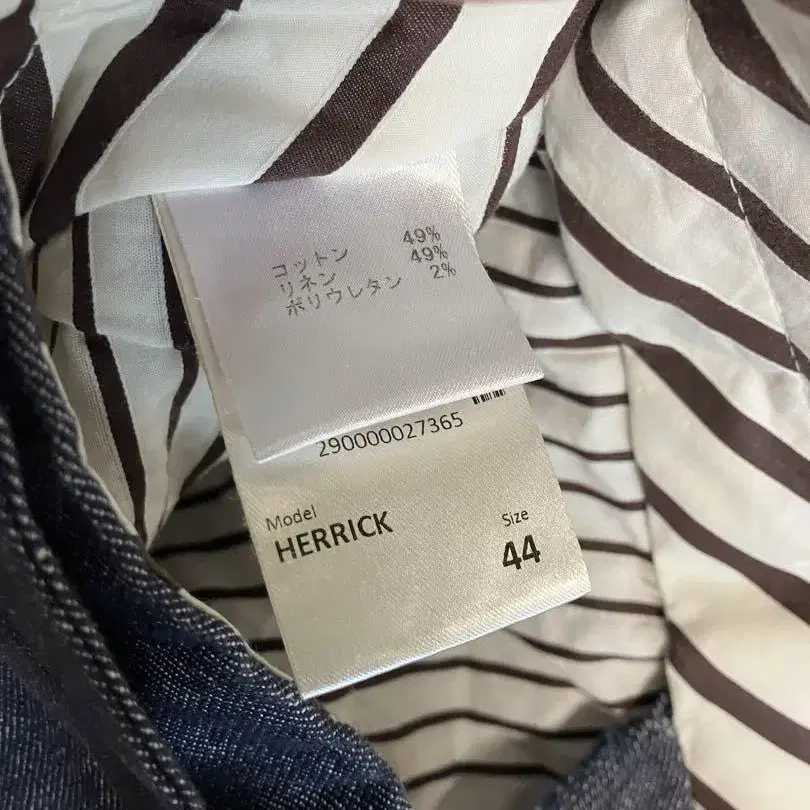 コットン 49%
リネン 49%
ポリウレタン 2%
290000027365
Model
HERRICK
Size
44